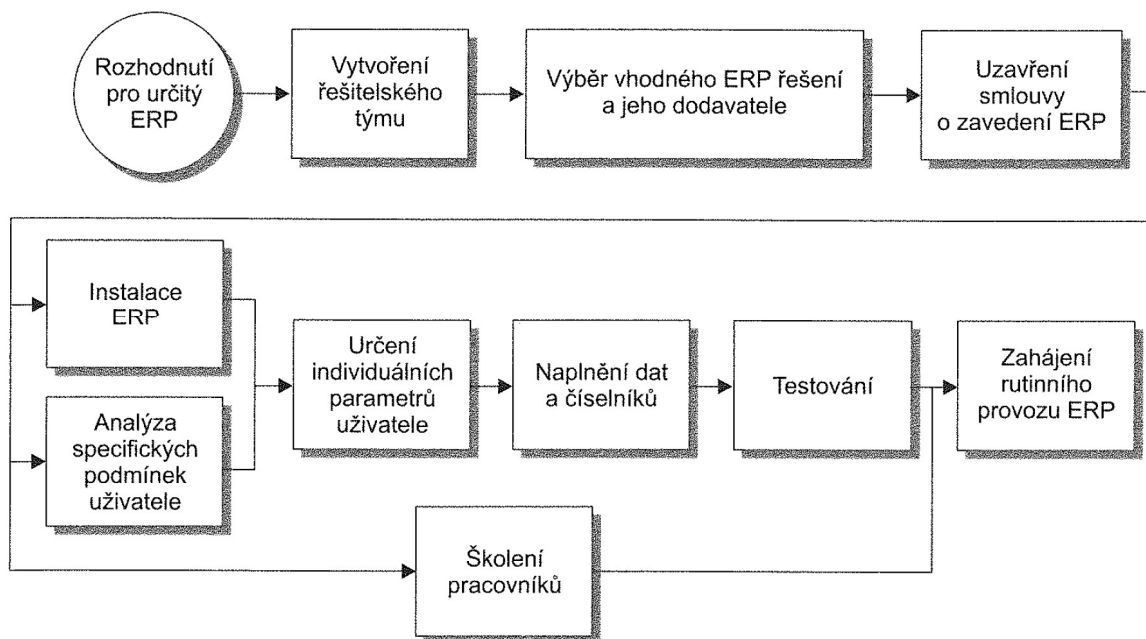 Rozhodnutí
pro určitý
ERP
Vytvoření
řešitelského
týmu
Výběr vhodného ERP řešení
a jeho dodavatele
Uzavření
smlouvy
o zavedení ERP
Instalace
ERP
Analýza
specifických
podmínek
uživatele
Určení
individuálních
parametrů
uživatele
Naplnění dat
a číselníků
Testování
Zahájení
rutinního
provozu ERP
Školení
pracovníků